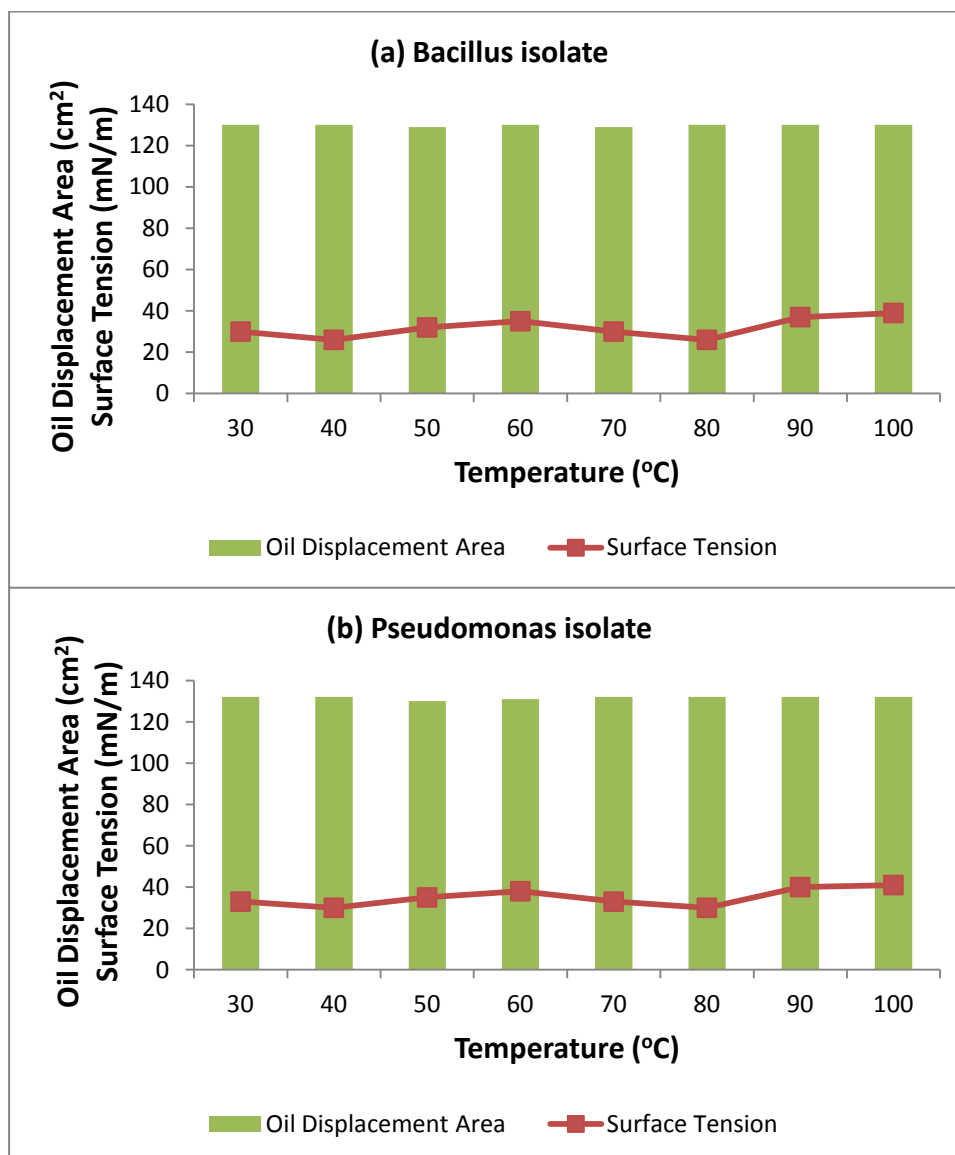 (a) Bacillus isolate
Oil Displacement Area (cm²)
Surface Tension (mN/m)
140
120
100
80
60
40
20
0
30 40 50 60 70 80 90 100
Temperature (ᵒC)
Oil Displacement Area Surface Tension
(b) Pseudomonas isolate
Oil Displacement Area (cm²)
Surface Tension (mN/m)
140
120
100
80
60
40
20
0
30 40 50 60 70 80 90 100
Temperature (ᵒC)
Oil Displacement Area Surface Tension